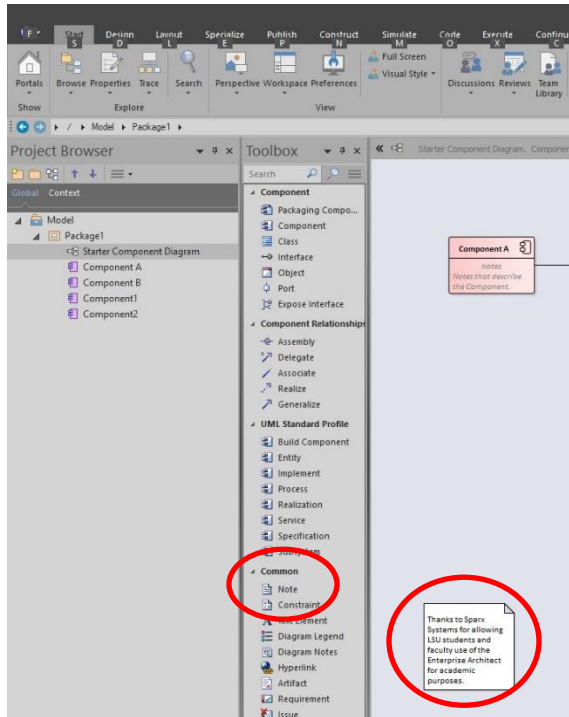 F
Start Design Layout Specialize Publish Construct Simulate Code Execute Configu
S D L E P N M O X C
Full Screen
Visual Style
Portals Browse Properties Trace Search Perspective Workspace Preferences Discussions Reviews Team Library
Show Explore View
/ Model Package1
Project Browser
Global Context
Model
Package1
Starter Component Diagram
Component A
Component B
Component1
Component2
Toolbox
Search
Component
Packaging Compo...
Component
Class
Interface
Object
Port
Expose Interface
Component Relationships
Assembly
Delegate
Associate
Realize
Generalize
UML Standard Profile
Build Component
Entity
Implement
Process
Realization
Service
Specification
Subsystem
Common
Note
Constraint
Text Element
Diagram Legend
Diagram Notes
Hyperlink
Artifact
Requirement
Issue
Starter Component Diagram. Componen
Component A
notes
Notes that describe
the Component.
Thanks to Sparx
Systems for allowing
LSU students and
faculty use of the
Enterprise Architect
for academic
purposes.